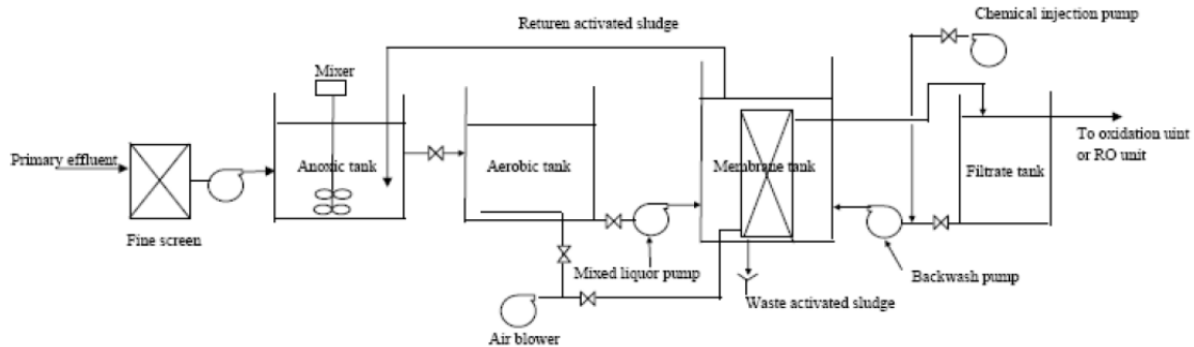 Chemical injection pump
Returen activated sludge
Mixer
Primary effluent
Anoxic tank
Aerobic tank
Membrane tank
Filtrate tank
To oxidation uint
or RO unit
Fine screen
Mixed liquor pump
Backwash pump
Waste activated sludge
Air blower